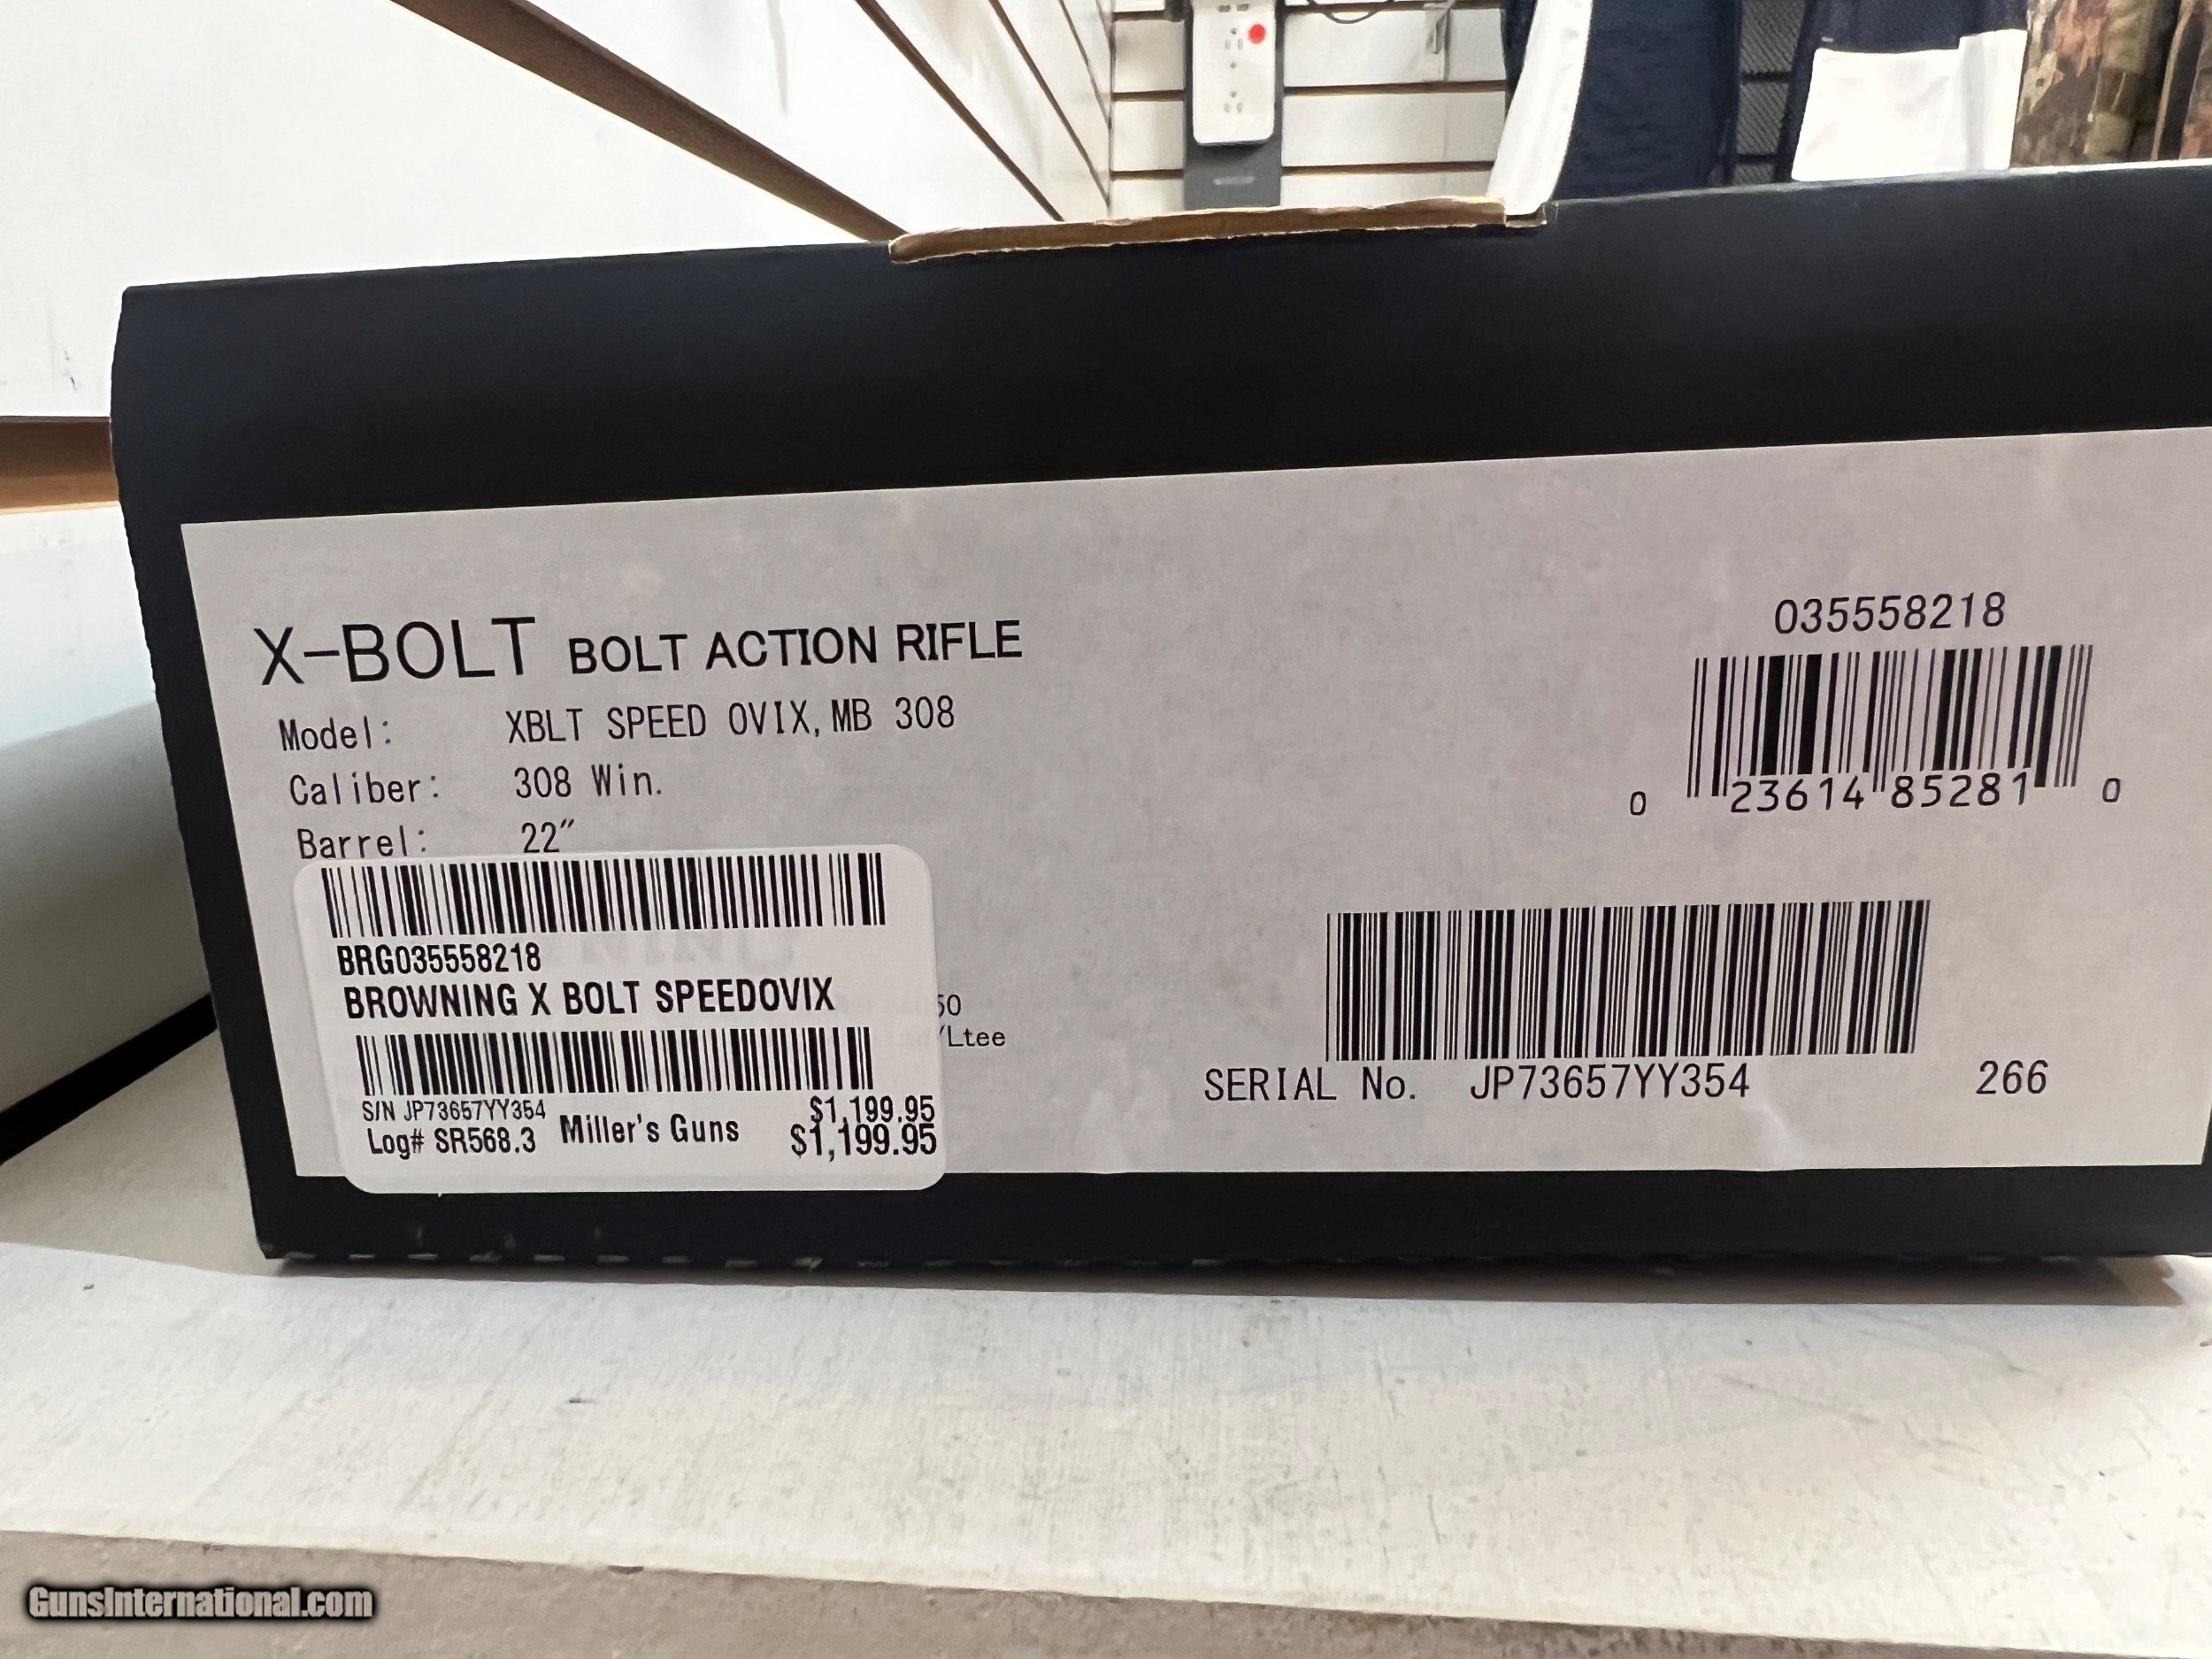 X-BOLT BOLT ACTION RIFLE
Model: XBLT SPEED OVIX, MB 308
Caliber: 308 Win.
Barrel: 22"
035558218
0 23614 85281 0
BRG035558218
BROWNING X BOLT SPEEDOVIX
S/N JP73657YY354 $1,199.95
Log# SR568.3 Miller's Guns $1,199.95
50
/Ltee
SERIAL No. JP73657YY354 266
GunsInternational.com